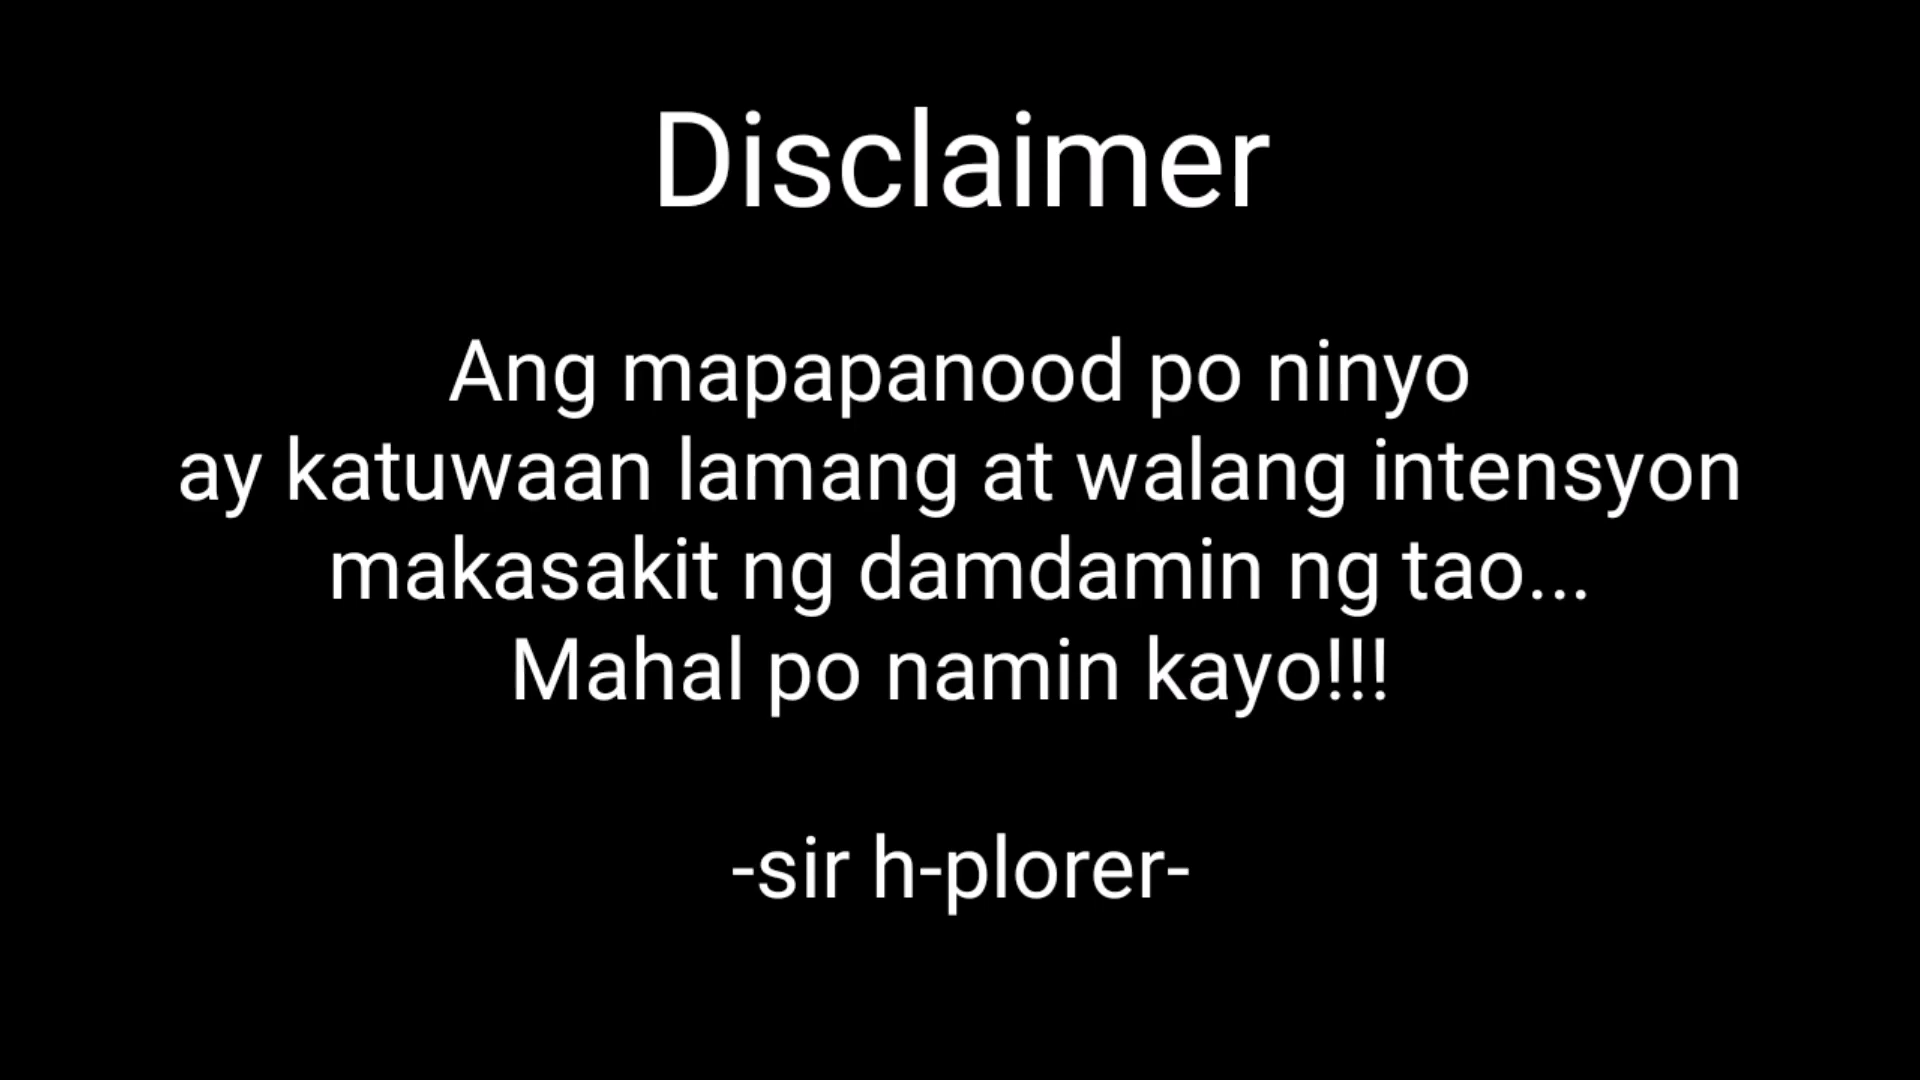 Disclaimer
Ang mapapanood po ninyo
ay katuwaan lamang at walang intensyon
makasakit ng damdamin ng tao...
Mahal po namin kayo!!!
-sir h-plorer-